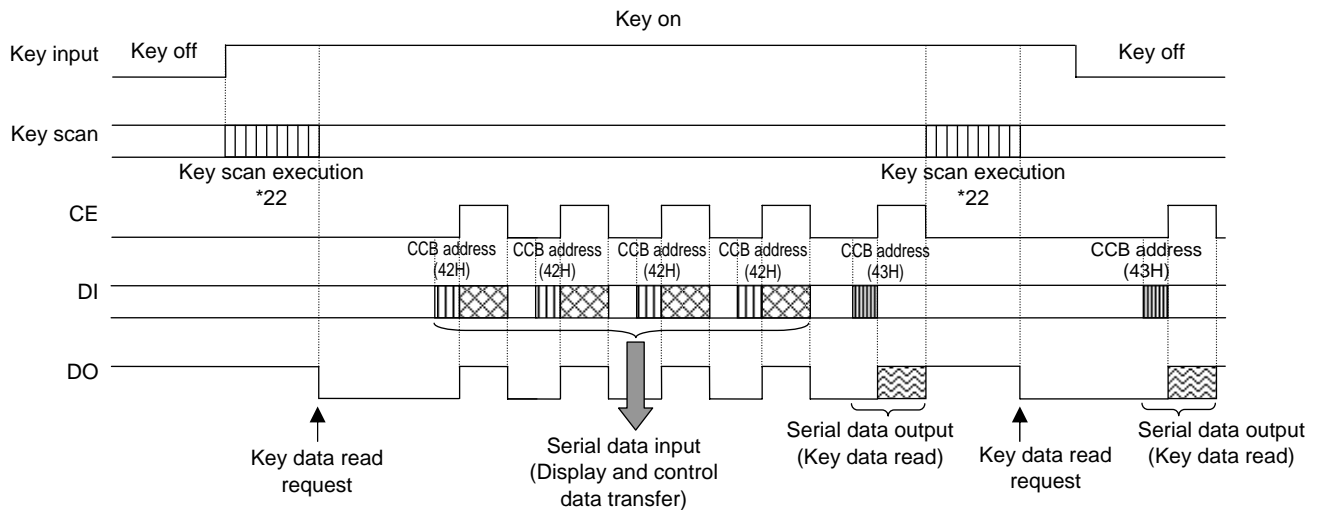 Key on
Key input
Key off
Key off
Key scan
Key scan execution
*22
Key scan execution
*22
CE
CCB address
(42H)
CCB address
(42H)
CCB address
(42H)
CCB address
(42H)
CCB address
(43H)
CCB address
(43H)
DI
DO
Key data read
request
Serial data input
(Display and control
data transfer)
Serial data output
(Key data read)
Key data read
request
Serial data output
(Key data read)